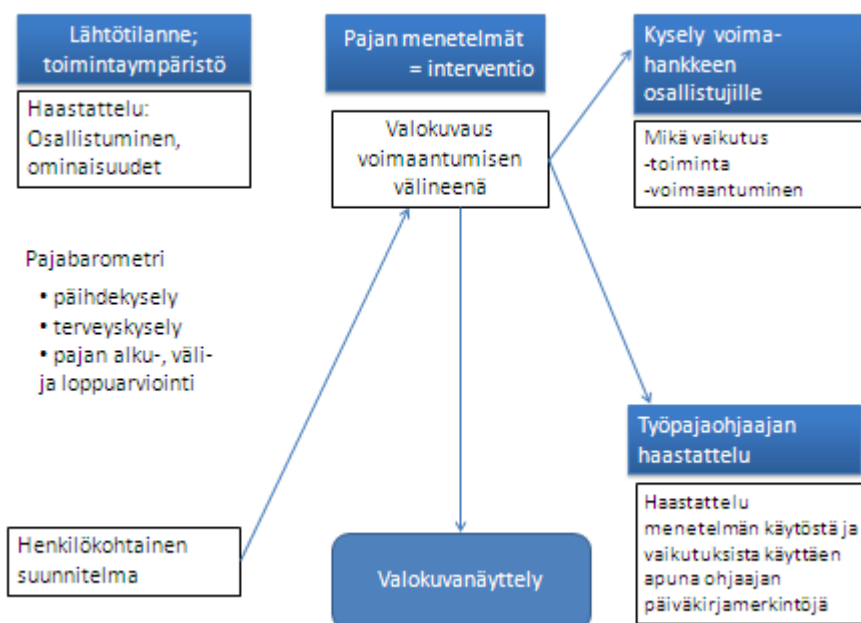 Lähtötilanne;
toimintaympäristö
Haastattelu:
Osallistuminen,
ominaisuudet
Pajabarometri
• päihdekysely
• terveyskysely
• pajan alku-, väli-
ja loppuarviointi
Henkilökohtainen
suunnitelma
Pajan menetelmät
= interventio
Valokuvaus
voimaantumisen
välineenä
Valokuvanäyttely
Kysely voima-
hankkeen
osallistujille
Mikä vaikutus
-toiminta
-voimaantuminen
Työpajaohjaajan
haastattelu
Haastattelu
menetelmän käytöstä ja
vaikutuksista käyttäen
apuna ohjaajan
päiväkirjamerkintöjä